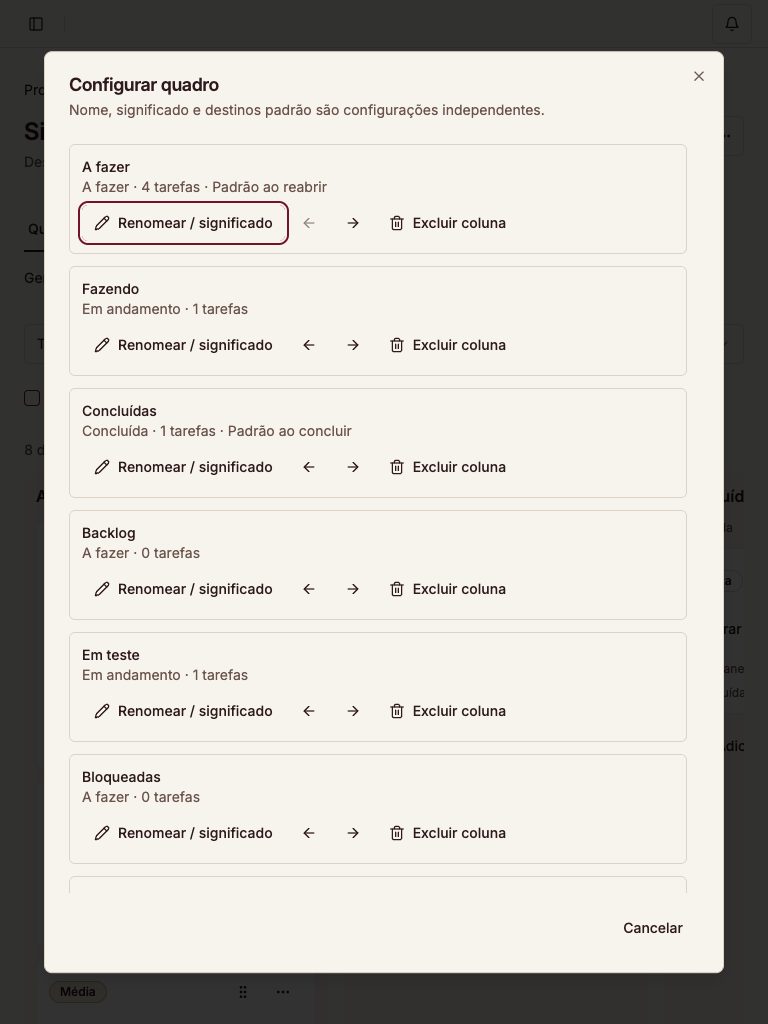 Configurar quadro
Nome, significado e destinos padrão são configurações independentes.
A fazer
A fazer · 4 tarefas · Padrão ao reabrir
Renomear / significado ← → Excluir coluna
Fazendo
Em andamento · 1 tarefas
Renomear / significado ← → Excluir coluna
Concluídas
Concluída · 1 tarefas · Padrão ao concluir
Renomear / significado ← → Excluir coluna
Backlog
A fazer · 0 tarefas
Renomear / significado ← → Excluir coluna
Em teste
Em andamento · 1 tarefas
Renomear / significado ← → Excluir coluna
Bloqueadas
A fazer · 0 tarefas
Renomear / significado ← → Excluir coluna
Cancelar
Média